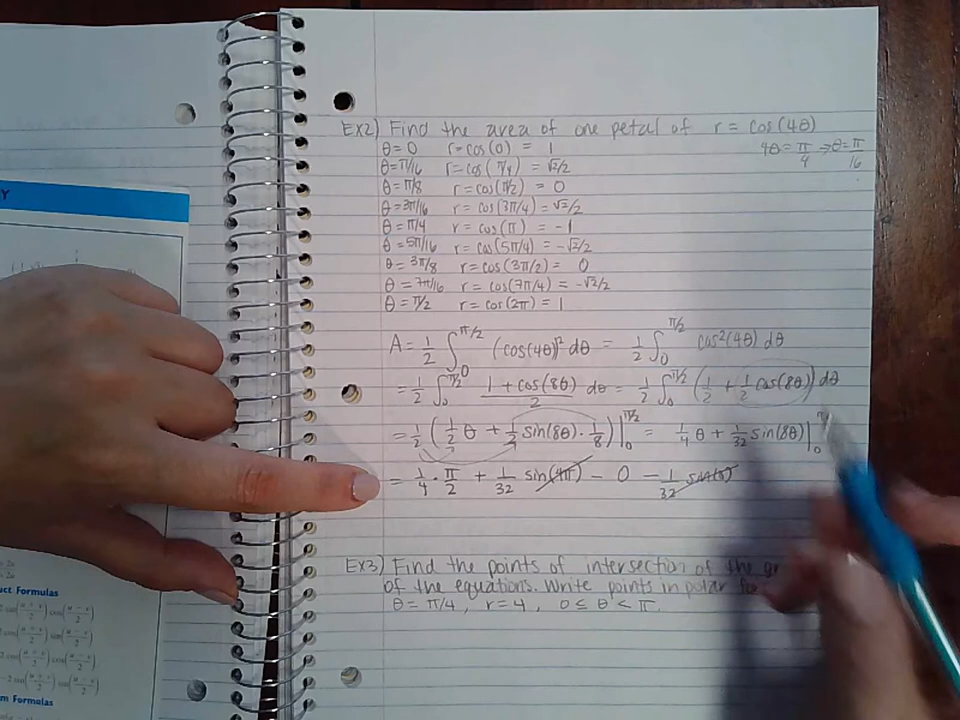 EX2) Find the area of one petal of r = cos(4θ)
4θ = π/4 ⇒ θ = π/16
θ = 0 r = cos(0) = 1
θ = π/16 r = cos(π/4) = √2/2
θ = π/8 r = cos(π/2) = 0
θ = 3π/16 r = cos(3π/4) = √2/2
θ = π/4 r = cos(π) = -1
θ = 5π/16 r = cos(5π/4) = -√2/2
θ = 3π/8 r = cos(3π/2) = 0
θ = 7π/16 r = cos(7π/4) = -√2/2
θ = π/2 r = cos(2π) = 1
A = 1/2 ∫_0^{π/2} (cos(4θ))² dθ = 1/2 ∫_0^{π/2} cos²(4θ) dθ
= 1/2 ∫_0^{π/2} (1 + cos(8θ))/2 dθ = 1/2 ∫_0^{π/2} (1/2 + 1/2 cos(8θ)) dθ
= 1/2 (1/2 θ + 1/2 sin(8θ) · 1/8) |_0^{π/2} = 1/4 θ + 1/32 sin(8θ) |_0
= 1/4 · π/2 + 1/32 sin(4π) - 0 - 1/32 sin(0)
EX3) Find the points of intersection of the
of the equations. Write points in polar
θ = π/4, r = 4, 0 ≤ θ < π.
Y
uct Formulas
m Formulas